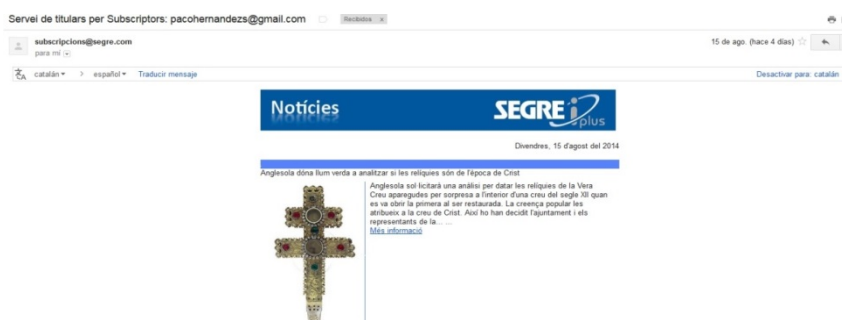 Servei de titulars per Subscriptors: pacohernandezs@gmail.com Recibidos x
subscripcions@segre.com
15 de ago. (hace 4 días)
para mí
catalán > español Traducir mensaje
Desactivar para: catalán
Notícies SEGRE i2 plus
Divendres, 15 d'agost del 2014
Anglesola dóna llum verda a analitzar si les relíquies són de l'època de Crist
Anglesola sol·licitarà una anàlisi per datar les relíquies de la Vera
Creu aparegudes per sorpresa a l'interior d'una creu del segle XII quan
es va obrir la primera al ser restaurada. La creença popular les
atribueix a la creu de Crist. Així ho han decidit l'ajuntament i els
representants de la... ...
Més informació